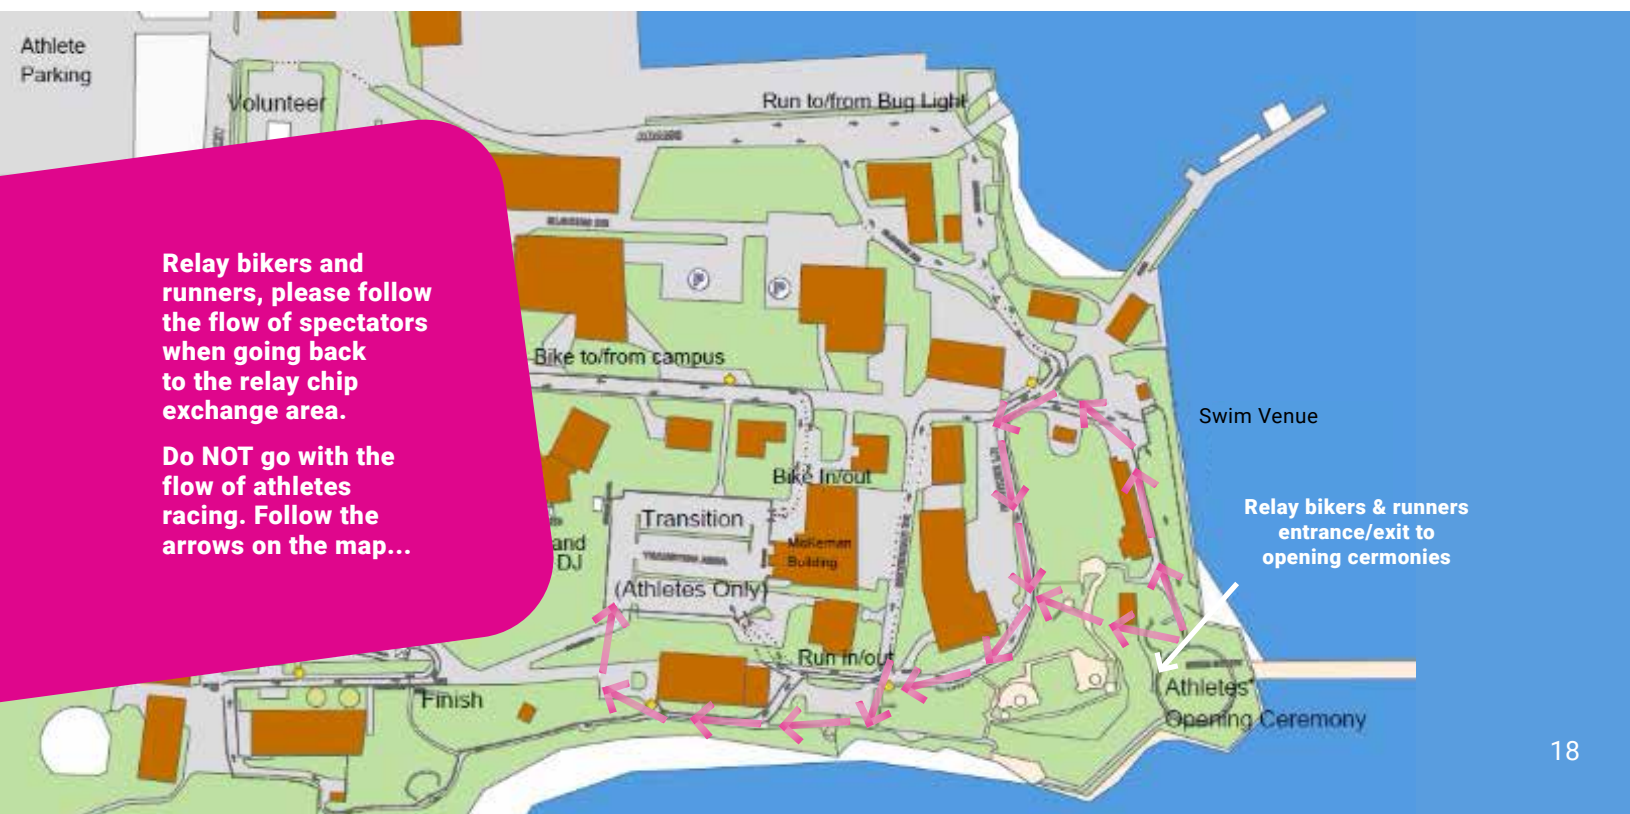 Athlete
Parking
Volunteer
Run to/from Bug Light
Relay bikers and
runners, please follow
the flow of spectators
when going back
to the relay chip
exchange area.
Do NOT go with the
flow of athletes
racing. Follow the
arrows on the map...
P
P
Bike to/from campus
Swim Venue
Bike In/out
Relay bikers & runners
entrance/exit to
opening cermonies
Transition
and
DJ
McKernan
Building
TRANSITION AREA
(Athletes Only)
Run in/out
Finish
Athletes'
Opening Ceremony
18